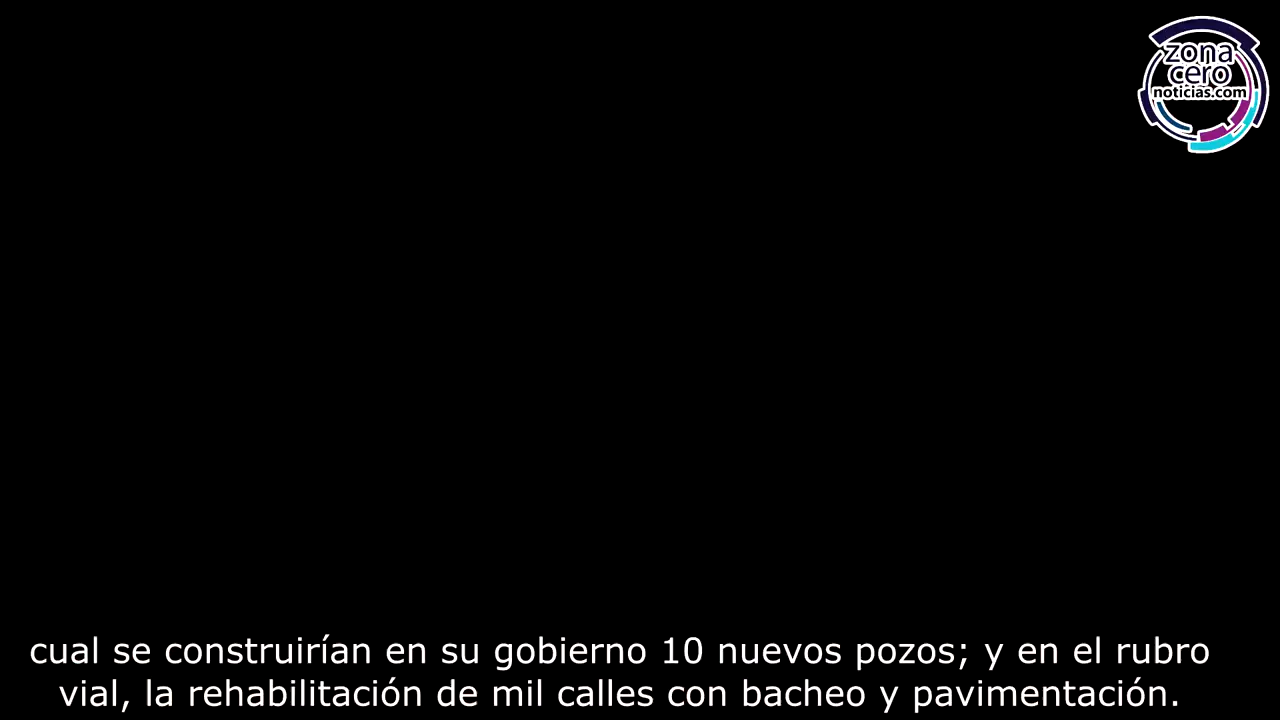 zona
cero
noticias.com
cual se construirían en su gobierno 10 nuevos pozos; y en el rubro
vial, la rehabilitación de mil calles con bacheo y pavimentación.